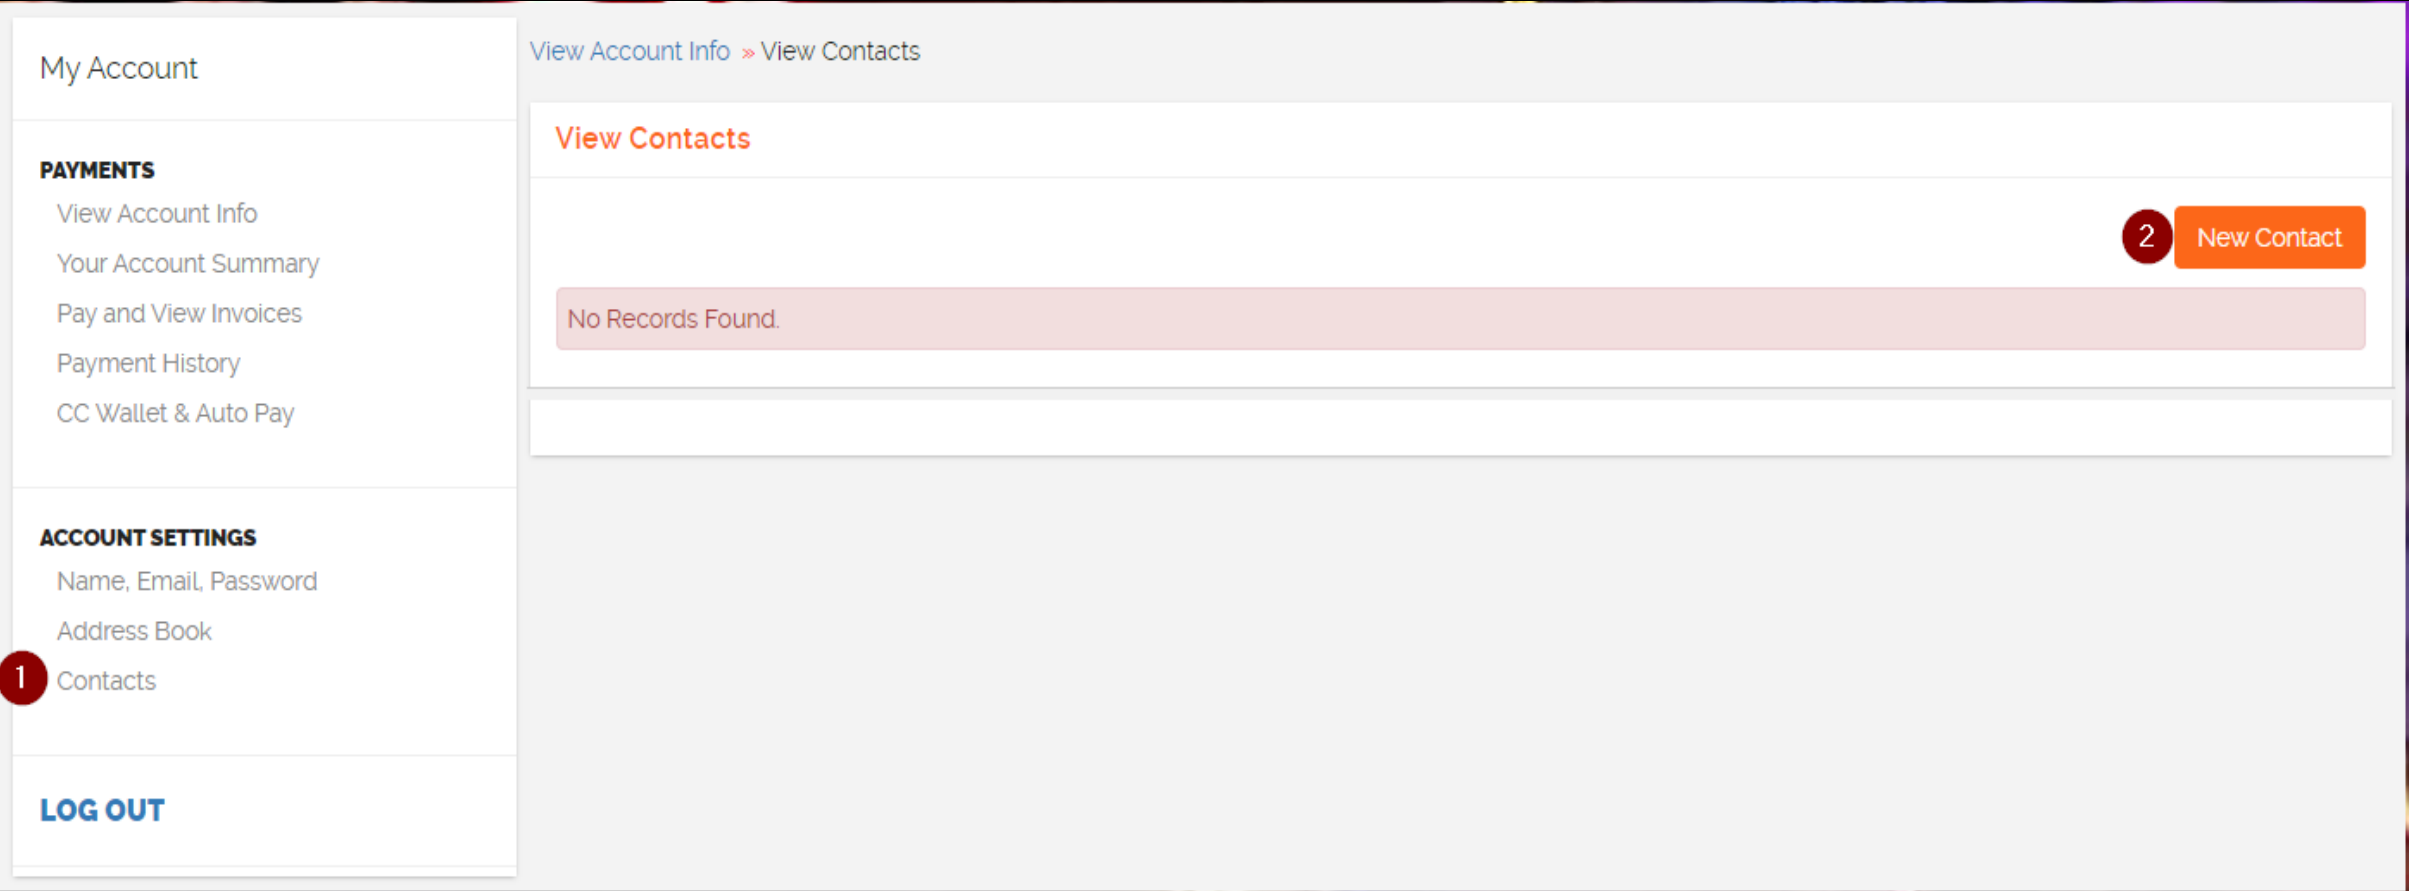 My Account
PAYMENTS
View Account Info
Your Account Summary
Pay and View Invoices
Payment History
CC Wallet & Auto Pay
ACCOUNT SETTINGS
Name, Email, Password
Address Book
1 Contacts
LOG OUT
View Account Info » View Contacts
View Contacts
2 New Contact
No Records Found.